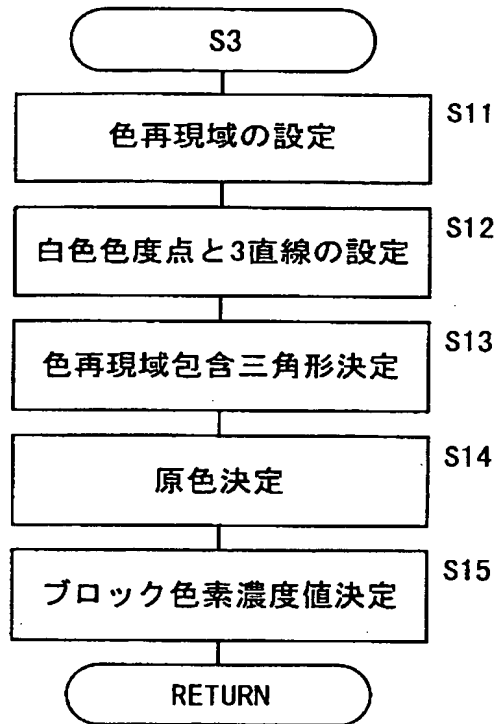 S3
S11
色再現域の設定
S12
白色色度点と3直線の設定
S13
色再現域包含三角形決定
S14
原色決定
S15
ブロック色素濃度値決定
RETURN